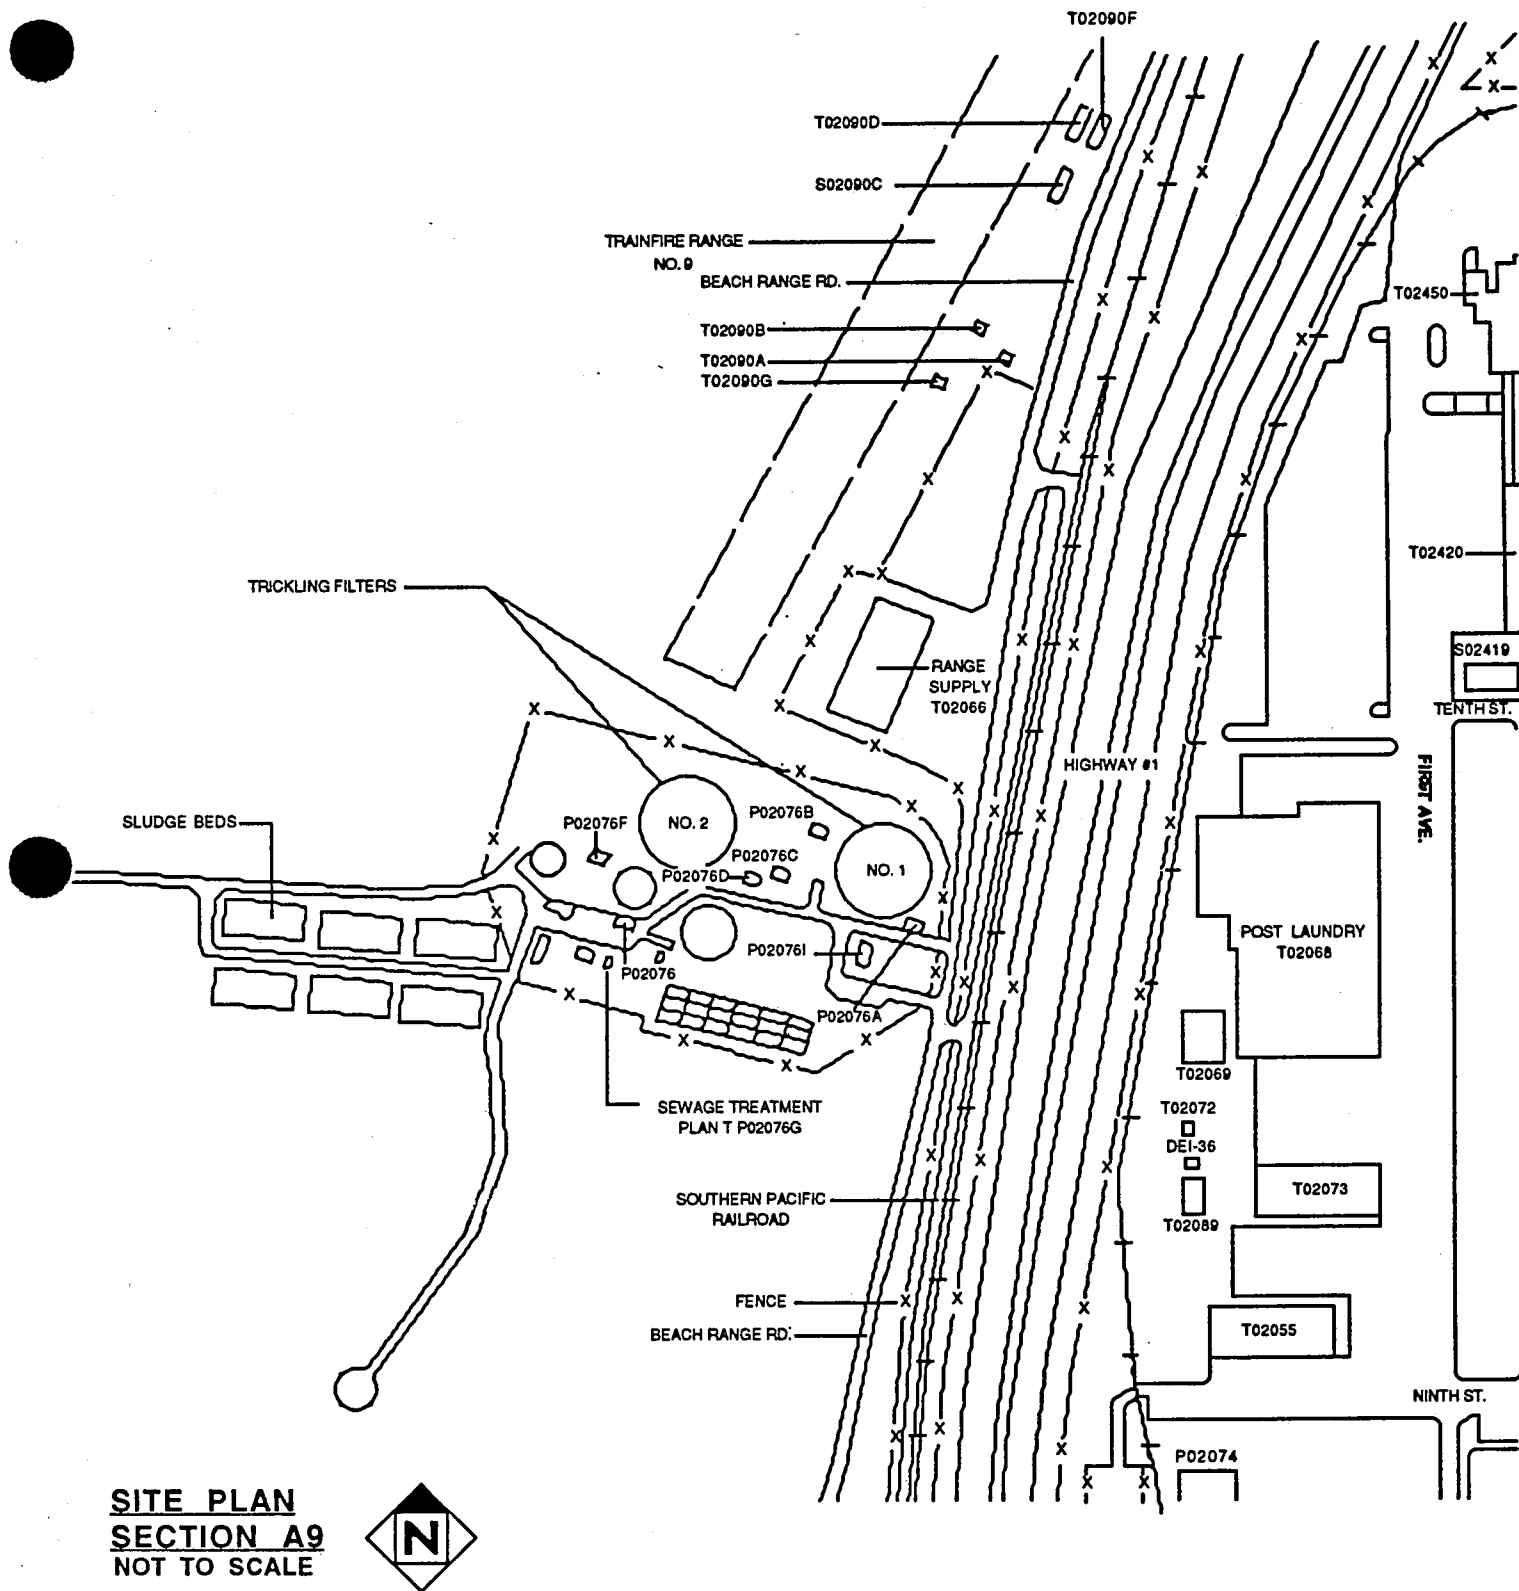 T02090F
T02090D
S02090C
TRAINFIRE RANGE
NO. 9
BEACH RANGE RD.
T02450
T02090B
T02090A
T02090G
T02420
TRICKLING FILTERS
S02419
RANGE
SUPPLY
T02066
TENTH ST.
HIGHWAY #1
FIRST AVE.
SLUDGE BEDS
P02076F
NO. 2
P02076B
P02076C
P02076D
NO. 1
POST LAUNDRY
T02068
P02076I
P02076
P02076A
T02069
SEWAGE TREATMENT
PLAN T P02076G
T02072
DEI-36
T02073
SOUTHERN PACIFIC
RAILROAD
T02089
FENCE
BEACH RANGE RD.
T02055
NINTH ST.
P02074
SITE PLAN
SECTION A9
NOT TO SCALE
N